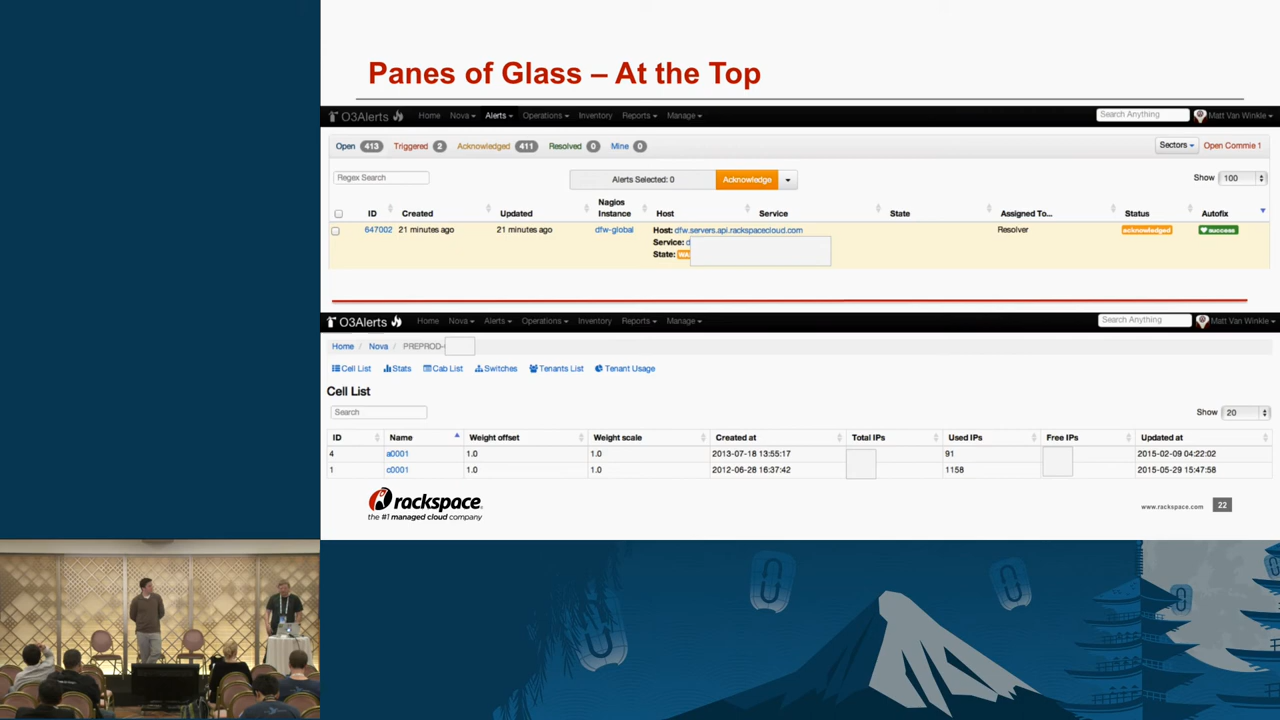 Panes of Glass – At the Top
O3Alerts Home Nova Alerts Operations Inventory Reports Manage Search Anything Matt Van Winkle
Open 413 Triggered 2 Acknowledged 411 Resolved 0 Mine 0 Sectors Open Commie 1
Regex Search Alerts Selected: 0 Acknowledge Show 100
ID Created Updated Nagios Instance Host Service State Assigned To... Status Autofix
647002 21 minutes ago 21 minutes ago dfw-global Host: dfw.servers.api.rackspacecloud.com Resolver acknowledged success
Service: d
State: WA
O3Alerts Home Nova Alerts Operations Inventory Reports Manage Search Anything Matt Van Winkle
Home / Nova / PREPROD-
Cell List Stats Cab List Switches Tenants List Tenant Usage
Cell List
Search Show 20
ID Name Weight offset Weight scale Created at Total IPs Used IPs Free IPs Updated at
4 a0001 1.0 1.0 2013-07-18 13:55:17 91 2015-02-09 04:22:02
1 c0001 1.0 1.0 2012-06-28 16:37:42 1158 2015-05-29 15:47:58
rackspace
the #1 managed cloud company
www.rackspace.com 22